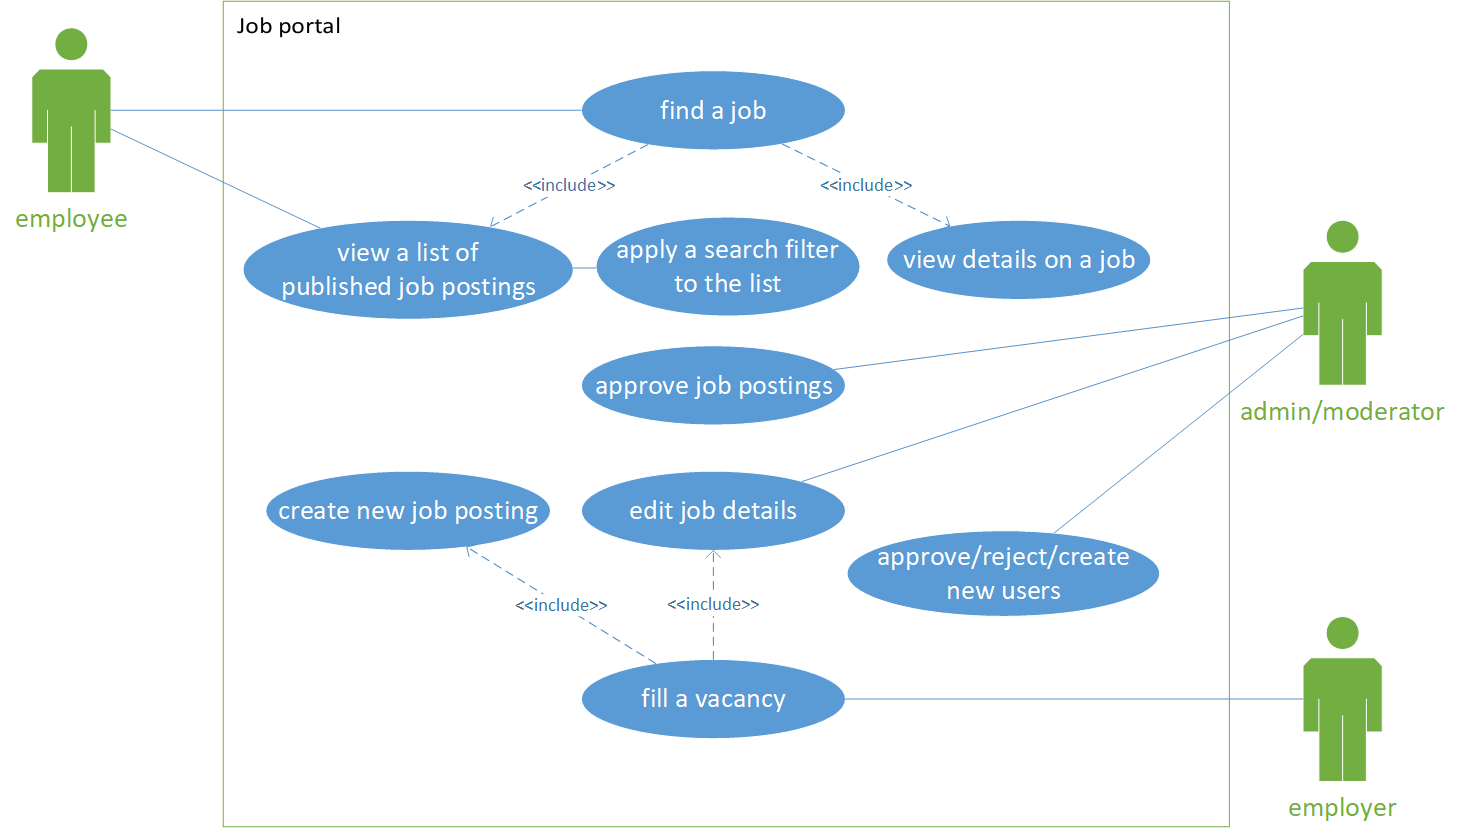 Job portal
find a job
employee
<<include>>
<<include>>
view a list of
published job postings
apply a search filter
to the list
view details on a job
approve job postings
admin/moderator
create new job posting
edit job details
approve/reject/create
new users
<<include>>
<<include>>
fill a vacancy
employer